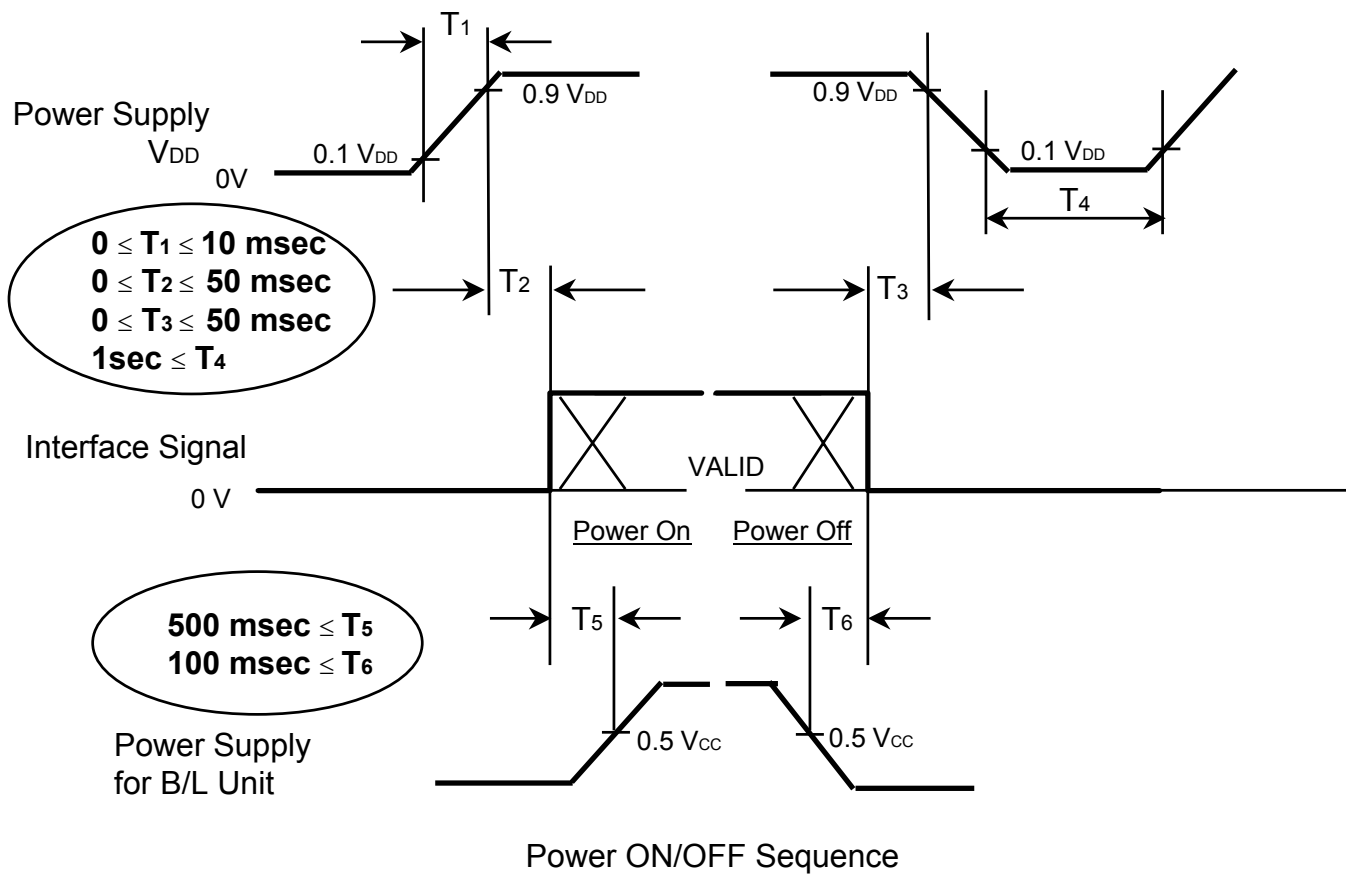 T1
0.9 VDD
0.9 VDD
Power Supply
VDD
0.1 VDD
0.1 VDD
0V
T4
0 ≤ T1 ≤ 10 msec
0 ≤ T2 ≤ 50 msec
0 ≤ T3 ≤ 50 msec
1sec ≤ T4
T2
T3
Interface Signal
VALID
0 V
Power On
Power Off
500 msec ≤ T5
100 msec ≤ T6
T5
T6
0.5 VCC
0.5 VCC
Power Supply
for B/L Unit
Power ON/OFF Sequence